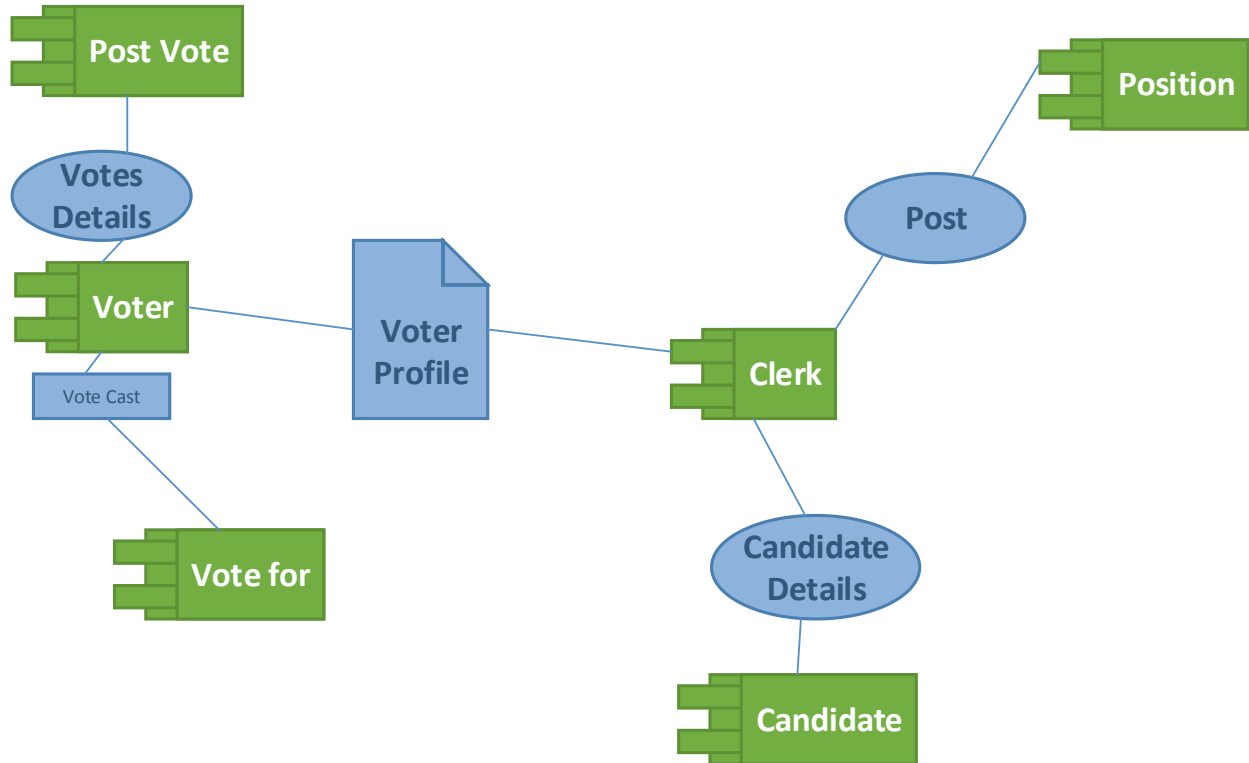 Post Vote
Position
Votes
Details
Post
Voter
Voter
Profile
Clerk
Vote Cast
Vote for
Candidate
Details
Candidate